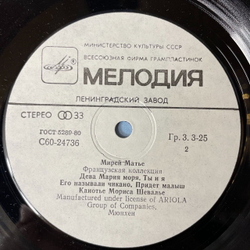 МИНИСТЕРСТВО КУЛЬТУРЫ СССР
ВСЕСОЮЗНАЯ ФИРМА ГРАМПЛАСТИНОК
МЕЛОДИЯ
ЛЕНИНГРАДСКИЙ ЗАВОД
СТЕРЕО 33
ГОСТ 5289-80
С60-24736
Гр. 3. 3-25
2
Мирей Матье
Французская коллекция
Дева Мария моря. Ты и я
Его называли чикано, Придет малыш
Канотье Мориса Шевалье
Manufactured under license of ARIOLA
Group of Companies,
Мюнхен